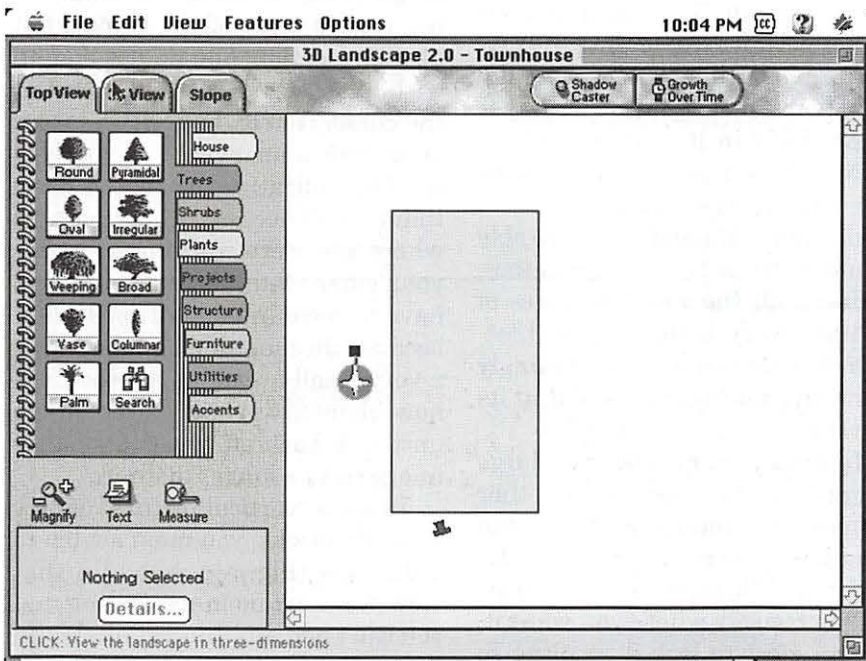 File Edit View Features Options 10:04 PM
3D Landscape 2.0 - Townhouse
Top View View Slope Shadow Caster Growth Over Time
House
Round Pyramidal
Trees
Oval Irregular
Shrubs
Plants
Weeping Broad
Projects
Structure
Vase Columnar
Furniture
Utilities
Palm Search
Accents
Magnify Text Measure
Nothing Selected
Details...
CLICK: View the landscape in three-dimensions